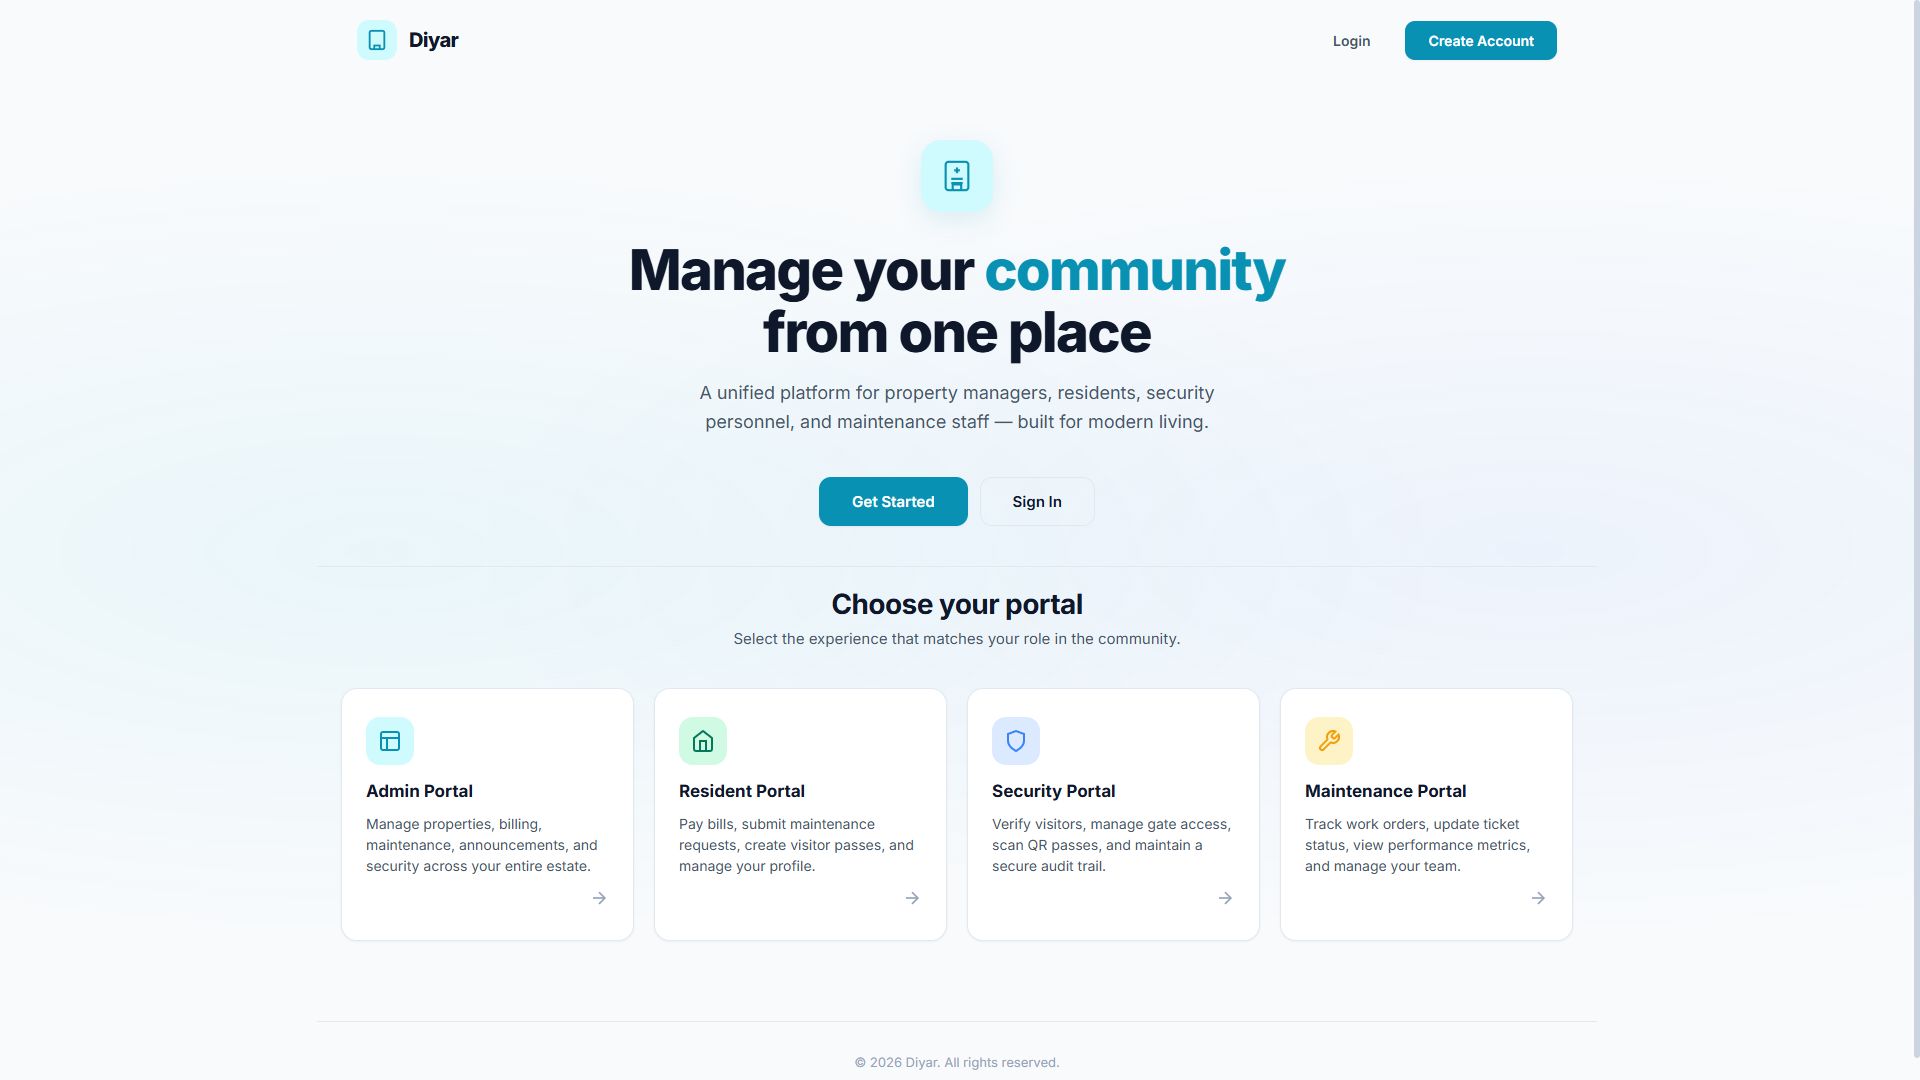 Diyar
Login
Create Account
Manage your community
from one place
A unified platform for property managers, residents, security
personnel, and maintenance staff — built for modern living.
Get Started
Sign In
Choose your portal
Select the experience that matches your role in the community.
Admin Portal
Manage properties, billing,
maintenance, announcements, and
security across your entire estate.
Resident Portal
Pay bills, submit maintenance
requests, create visitor passes, and
manage your profile.
Security Portal
Verify visitors, manage gate access,
scan QR passes, and maintain a
secure audit trail.
Maintenance Portal
Track work orders, update ticket
status, view performance metrics,
and manage your team.
© 2026 Diyar. All rights reserved.